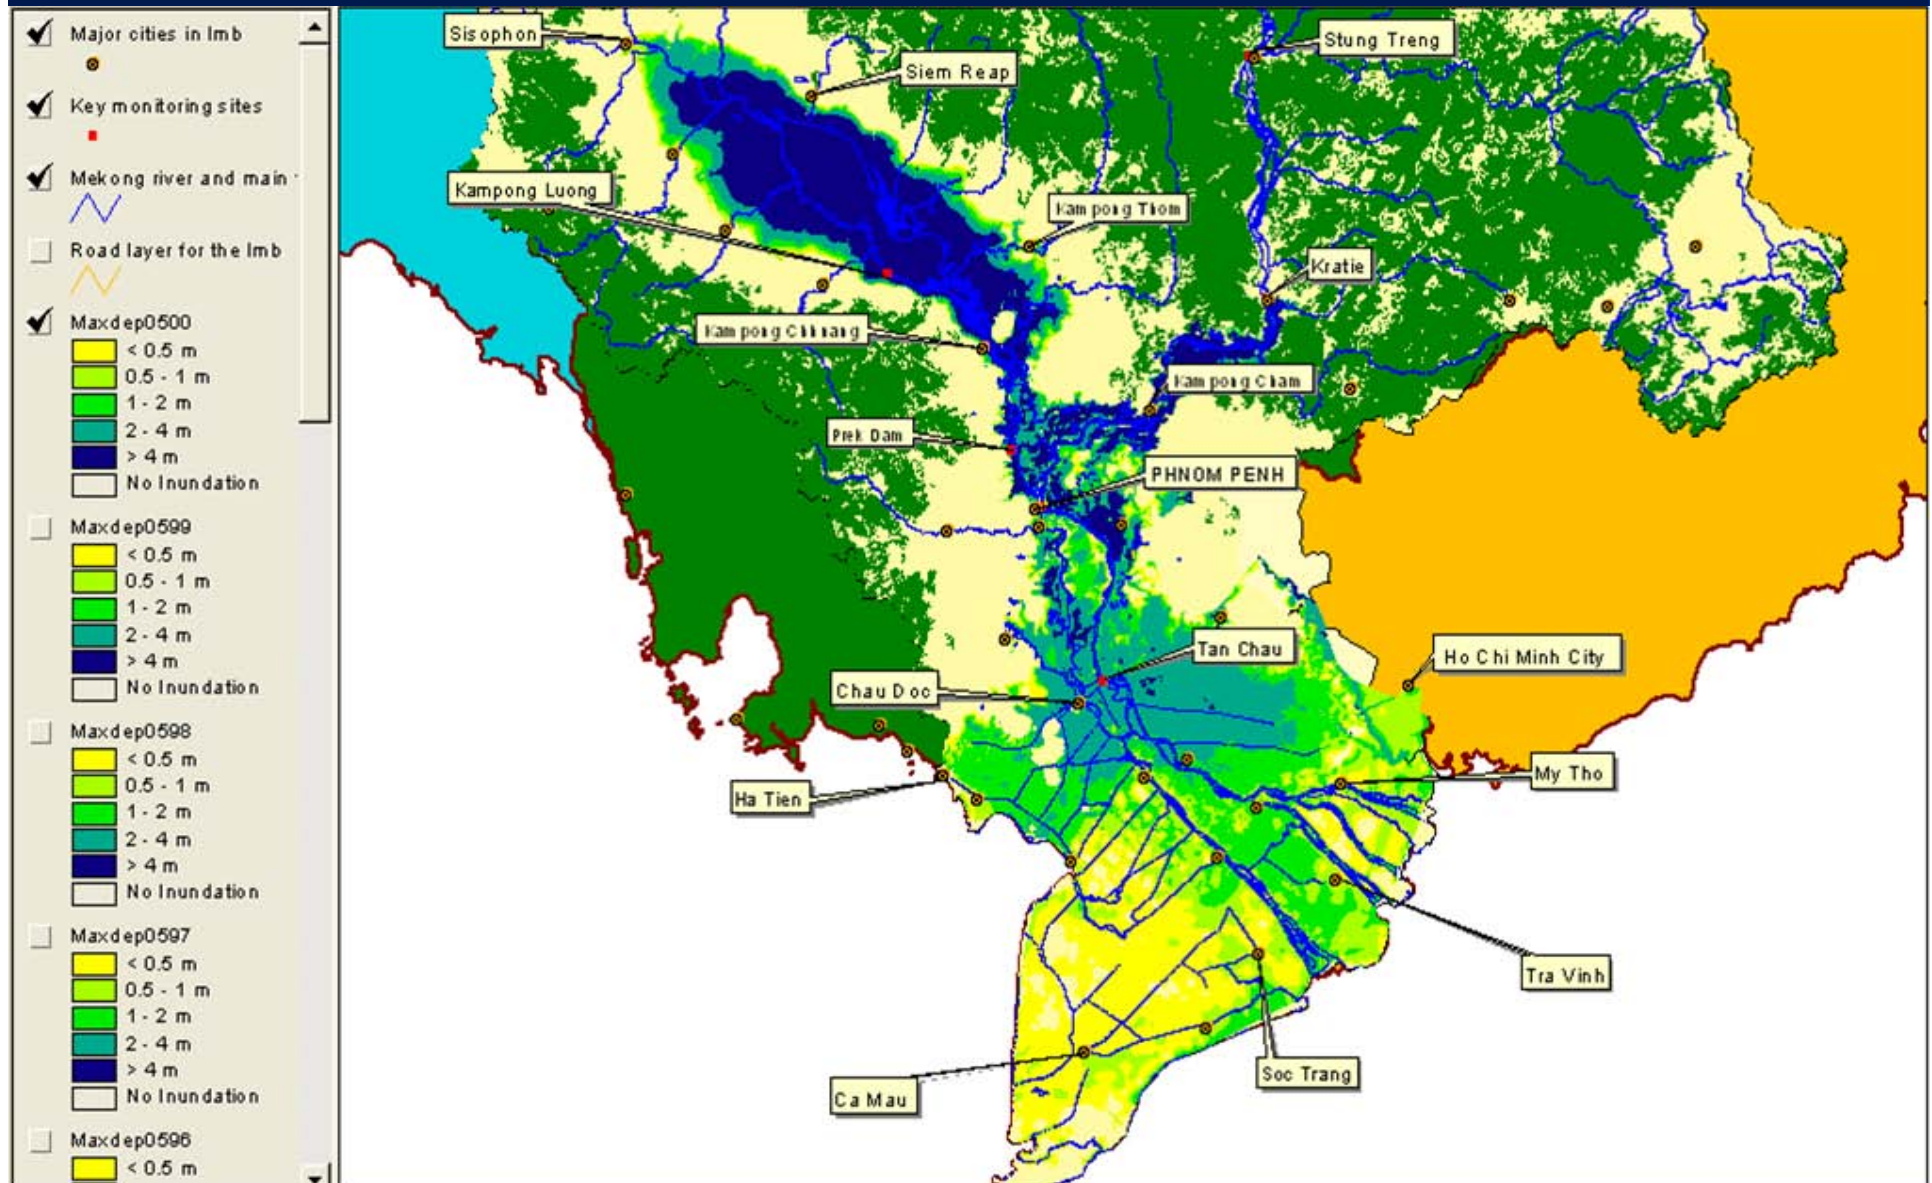 Major cities in lmb
Key monitoring sites
Mekong river and main
Road layer for the lmb
Maxdep0500
< 0.5 m
0.5 - 1 m
1 - 2 m
2 - 4 m
> 4 m
No Inundation
Maxdep0599
< 0.5 m
0.5 - 1 m
1 - 2 m
2 - 4 m
> 4 m
No Inundation
Maxdep0598
< 0.5 m
0.5 - 1 m
1 - 2 m
2 - 4 m
> 4 m
No Inundation
Maxdep0597
< 0.5 m
0.5 - 1 m
1 - 2 m
2 - 4 m
> 4 m
No Inundation
Maxdep0596
< 0.5 m
Sisophon
Stung Treng
Siem Reap
Kampong Luong
Kampong Thom
Kratie
Kampong Chhnang
Kampong Cham
Prek Dam
PHNOM PENH
Tan Chau
Ho Chi Minh City
Chau Doc
My Tho
Ha Tien
Tra Vinh
Soc Trang
Ca Mau